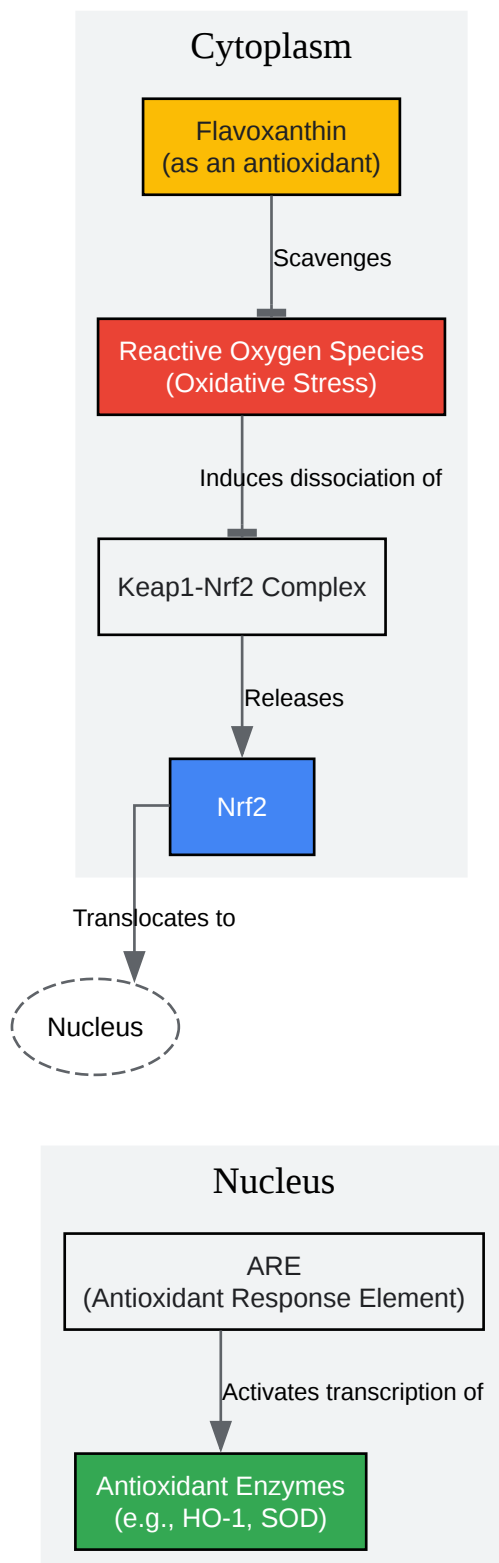 Cytoplasm
Flavoxanthin
(as an antioxidant)
Scavenges
Reactive Oxygen Species
(Oxidative Stress)
Induces dissociation of
Keap1-Nrf2 Complex
Releases
Nrf2
Translocates to
Nucleus
Nucleus
ARE
(Antioxidant Response Element)
Activates transcription of
Antioxidant Enzymes
(e.g., HO-1, SOD)